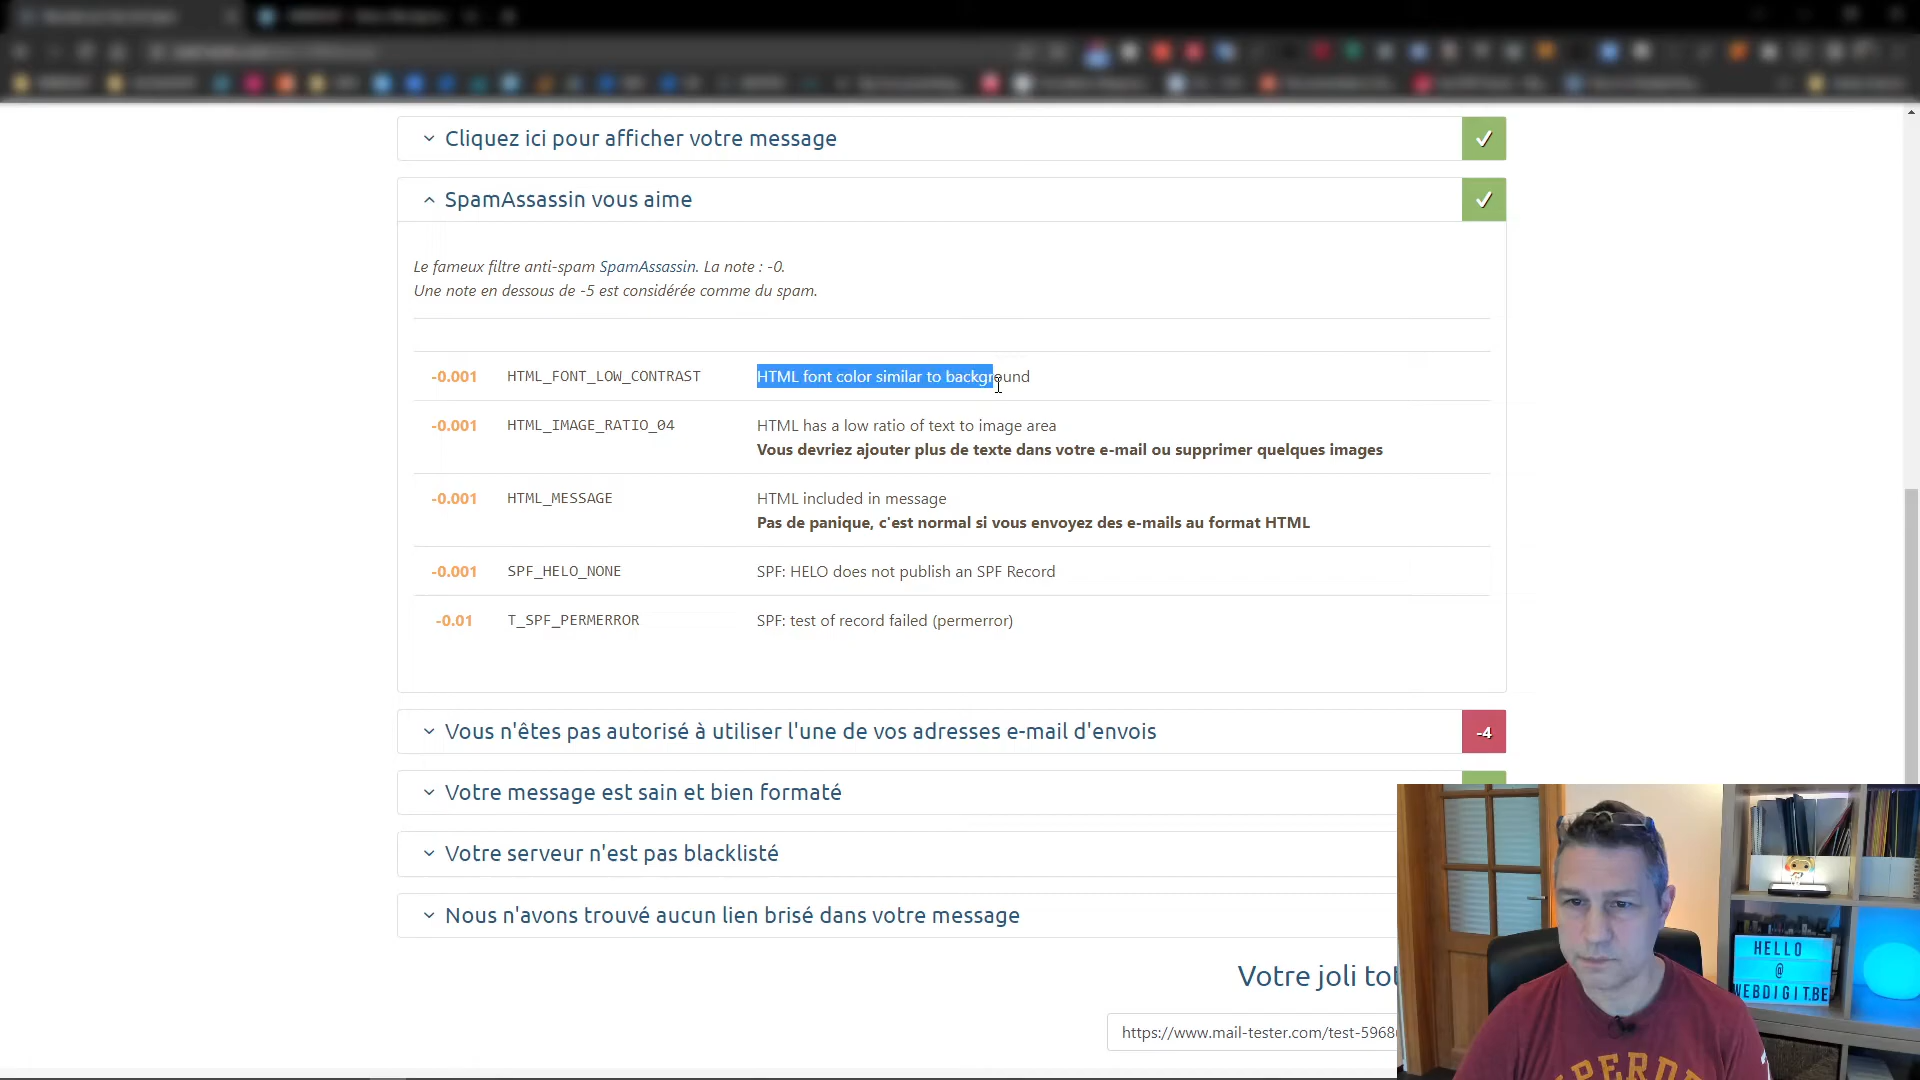 Cliquez ici pour afficher votre message
✓
SpamAssassin vous aime
✓
Le fameux filtre anti-spam SpamAssassin. La note : -0.
Une note en dessous de -5 est considérée comme du spam.
-0.001 HTML_FONT_LOW_CONTRAST HTML font color similar to background
-0.001 HTML_IMAGE_RATIO_04 HTML has a low ratio of text to image area
Vous devriez ajouter plus de texte dans votre e-mail ou supprimer quelques images
-0.001 HTML_MESSAGE HTML included in message
Pas de panique, c'est normal si vous envoyez des e-mails au format HTML
-0.001 SPF_HELO_NONE SPF: HELO does not publish an SPF Record
-0.01 T_SPF_PERMERROR SPF: test of record failed (permerror)
Vous n'êtes pas autorisé à utiliser l'une de vos adresses e-mail d'envois
-4
Votre message est sain et bien formaté
Votre serveur n'est pas blacklisté
Nous n'avons trouvé aucun lien brisé dans votre message
Votre joli tot
https://www.mail-tester.com/test-5968
HELLO
@
WEBDIGIT.BE